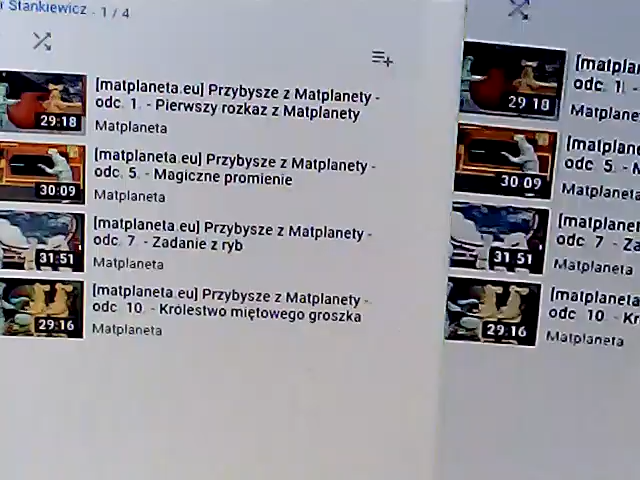 Stankiewicz - 1 / 4
[matplaneta.eu] Przybysze z Matplanety -
odc. 1. - Pierwszy rozkaz z Matplanety
29:18
Matplaneta
[matplaneta.eu] Przybysze z Matplanety -
odc. 5. - Magiczne promienie
30:09
Matplaneta
[matplaneta.eu] Przybysze z Matplanety -
odc. 7 - Zadanie z ryb
31:51
Matplaneta
[matplaneta.eu] Przybysze z Matplanety -
odc. 10. - Królestwo miętowego groszka
29:16
Matplaneta
[matplan
odc. 1. -
29 18
Matplane
[matplane
odc. 5. - M
30 09
Matplaneta
[matplaneta
odc 7 - Za
31 51
Matplaneta
[matplaneta
odc 10. - Kr
29:16
Matplaneta